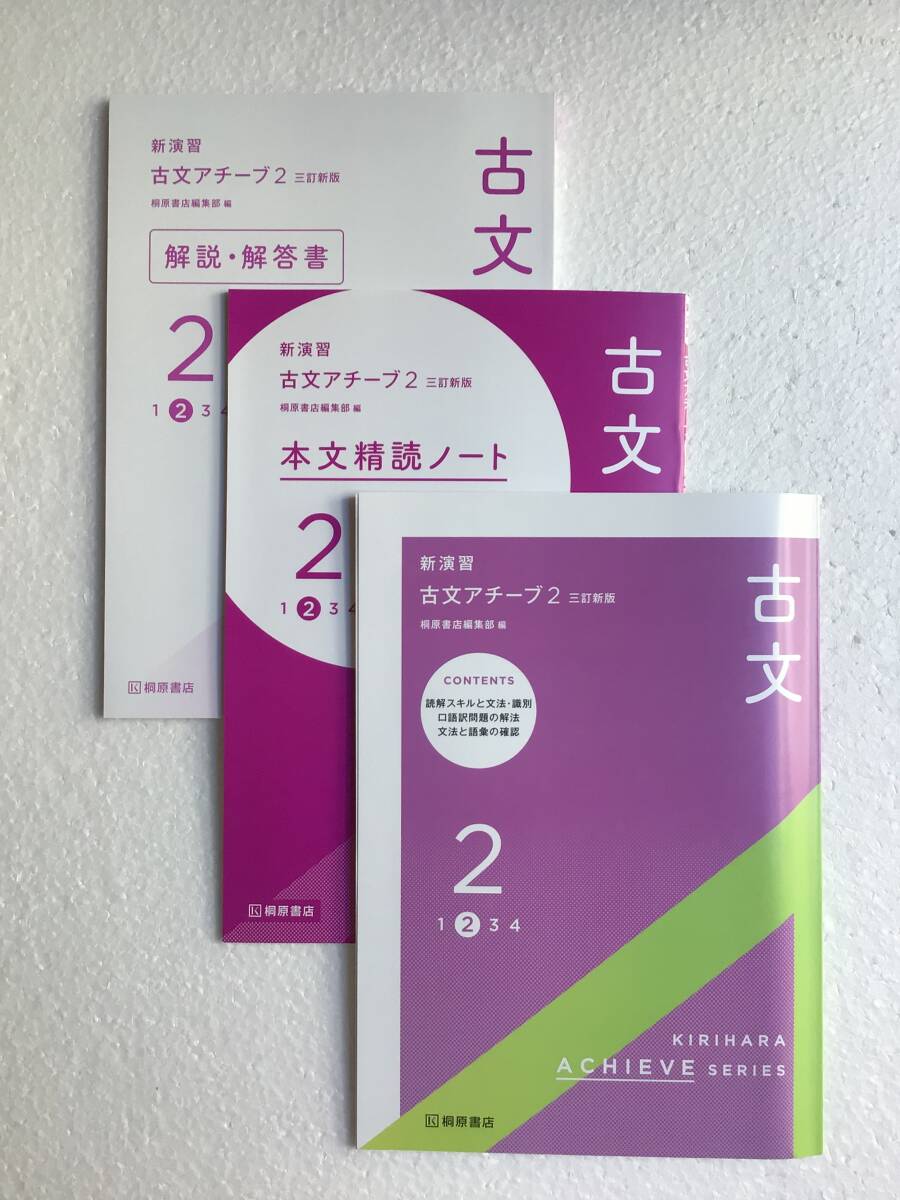 新演習
古文アチーブ2 三訂新版
桐原書店編集部 編
解説・解答書
2
1 2 3 4
古文
桐原書店
新演習
古文アチーブ2 三訂新版
桐原書店編集部 編
本文精読ノート
2
1 2 3 4
古文
桐原書店
新演習
古文アチーブ2 三訂新版
桐原書店編集部 編
CONTENTS
読解スキルと文法・識別
口語訳問題の解法
文法と語彙の確認
2
1 2 3 4
古文
KIRIHARA
ACHIEVE SERIES
桐原書店